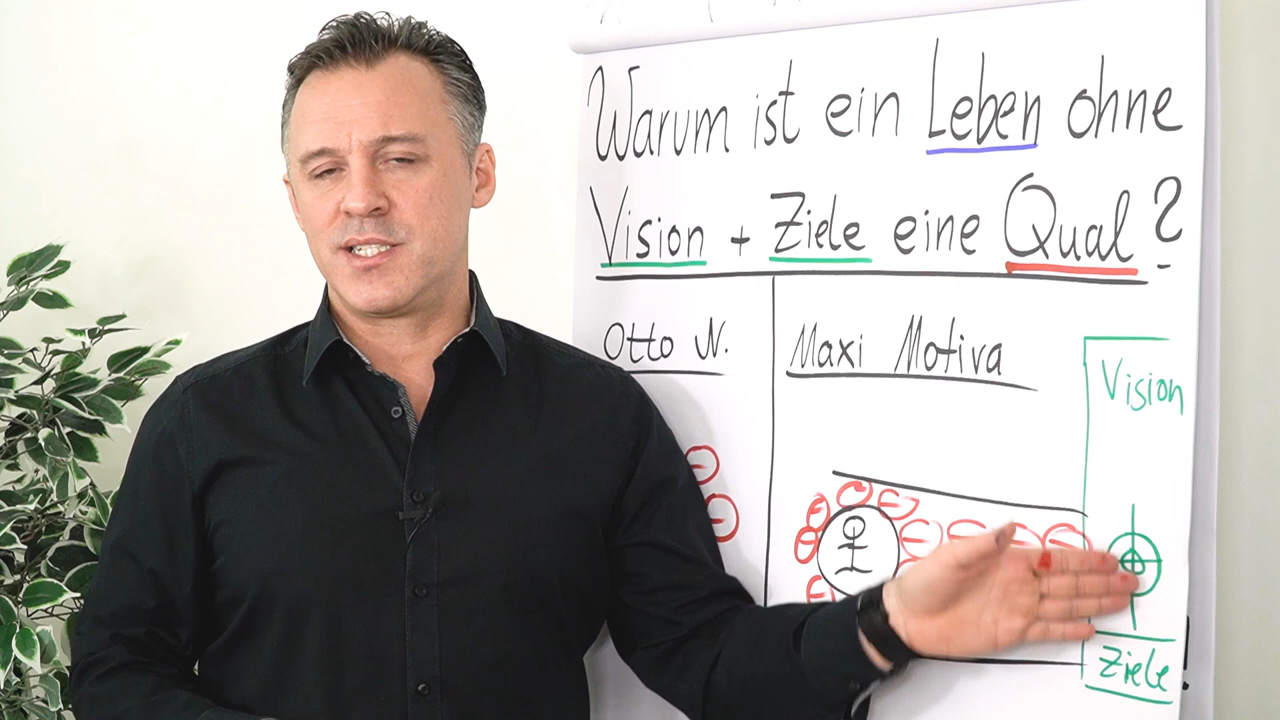 Warum ist ein Leben ohne
Vision + Ziele eine Qual?
Otto N.
Maxi Motiva
Vision
Ziele